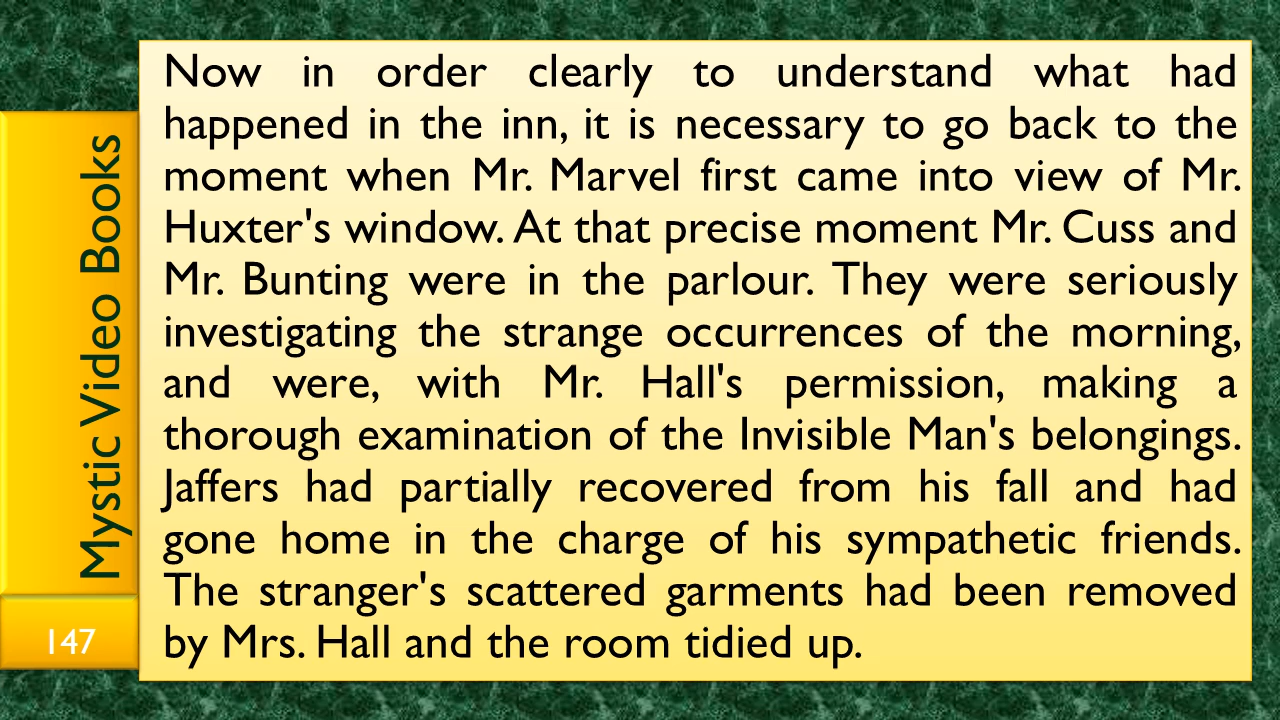 Now in order clearly to understand what had
happened in the inn, it is necessary to go back to the
moment when Mr. Marvel first came into view of Mr.
Huxter's window. At that precise moment Mr. Cuss and
Mr. Bunting were in the parlour. They were seriously
investigating the strange occurrences of the morning,
and were, with Mr. Hall's permission, making a
thorough examination of the Invisible Man's belongings.
Jaffers had partially recovered from his fall and had
gone home in the charge of his sympathetic friends.
The stranger's scattered garments had been removed
by Mrs. Hall and the room tidied up.
Mystic Video Books
147